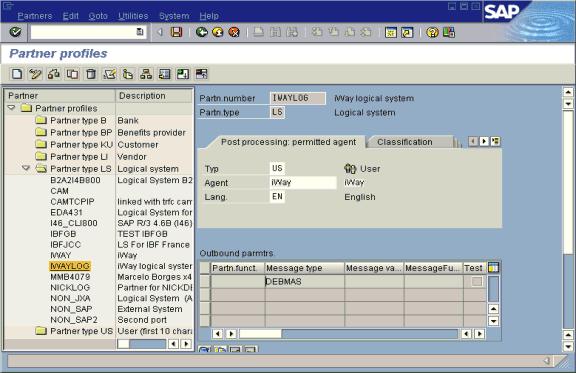 Partners Edit Goto Utilities System Help
SAP
Partner profiles
Partner Description
Partner profiles
Partner type B Bank
Partner type BP Benefits provider
Partner type KU Customer
Partner type LI Vendor
Partner type LS Logical system
B2A2I4B800 Logical System B2
CAM
CAMTCPIP linked with trfc cam
EDA431 Logical System for
I46_CLI800 SAP R/3 4.6B (I46)
IBFGB TEST IBFGB
IBFJCC LS For IBF France
IWAY iWay
IWAYLOG iWay logical syster
MMB4079 Marcelo Borges x4
NICKLOG Partner for NICKDE
NON_JXA Logical System (A
NON_SAP External System
NON_SAP2 Second port
Partner type US User (first 10 chara
Partn.number IWAYLOG iWay logical system
Partn.type LS Logical system
Post processing: permitted agent Classification
Typ US User
Agent iWay iWay
Lang. EN English
Outbound parmtrs.
Partn.funct. Message type Message va... MessageFu... Test
DEBMAS